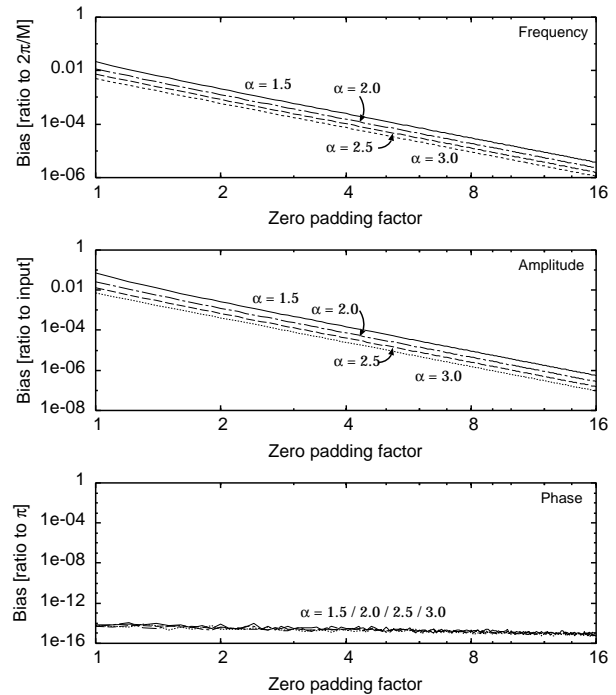 1
Frequency
0.01
α = 1.5
α = 2.0
1e-04
α = 2.5
α = 3.0
1e-06
1 2 4 8 16
Zero padding factor
Bias [ratio to 2π/M]
1
Amplitude
0.01
α = 1.5
α = 2.0
1e-04
α = 2.5
α = 3.0
1e-06
1e-08
1 2 4 8 16
Zero padding factor
Bias [ratio to input]
1
Phase
1e-04
1e-08
1e-12
α = 1.5 / 2.0 / 2.5 / 3.0
1e-16
1 2 4 8 16
Zero padding factor
Bias [ratio to π]